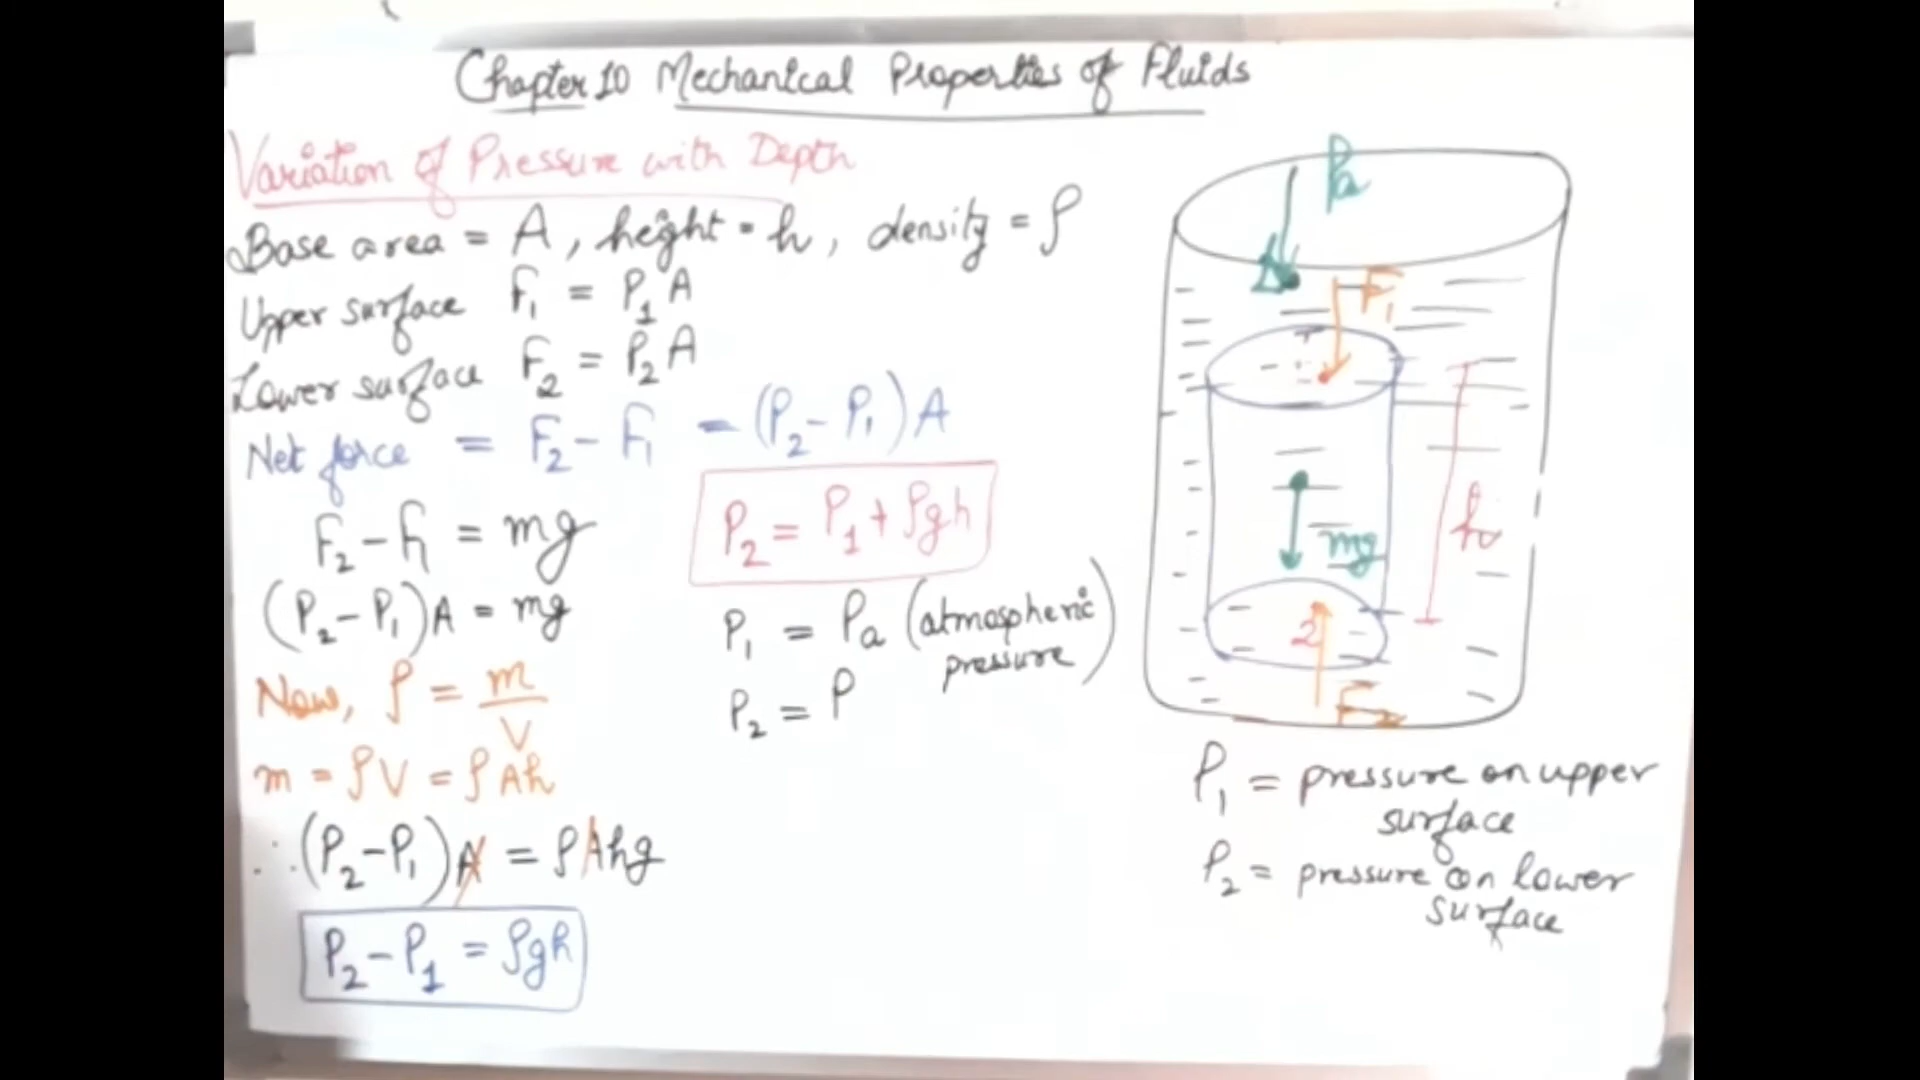 Chapter 10 Mechanical Properties of Fluids
Variation of Pressure with Depth
Base area = A, height = h, density = ρ
Upper surface F₁ = P₁A
Lower surface F₂ = P₂A
Net force = F₂ - F₁ = (P₂ - P₁)A
F₂ - F₁ = mg
(P₂ - P₁)A = mg
Now, ρ = m/V
m = ρV = ρAh
∴ (P₂ - P₁)A = ρAhg
P₂ - P₁ = ρgh
P₂ = P₁ + ρgh
P₁ = Pa (atmospheric
pressure)
P₂ = P
Pa
F₁
mg
h
2
F₂
P₁ = pressure on upper
surface
P₂ = pressure on lower
surface